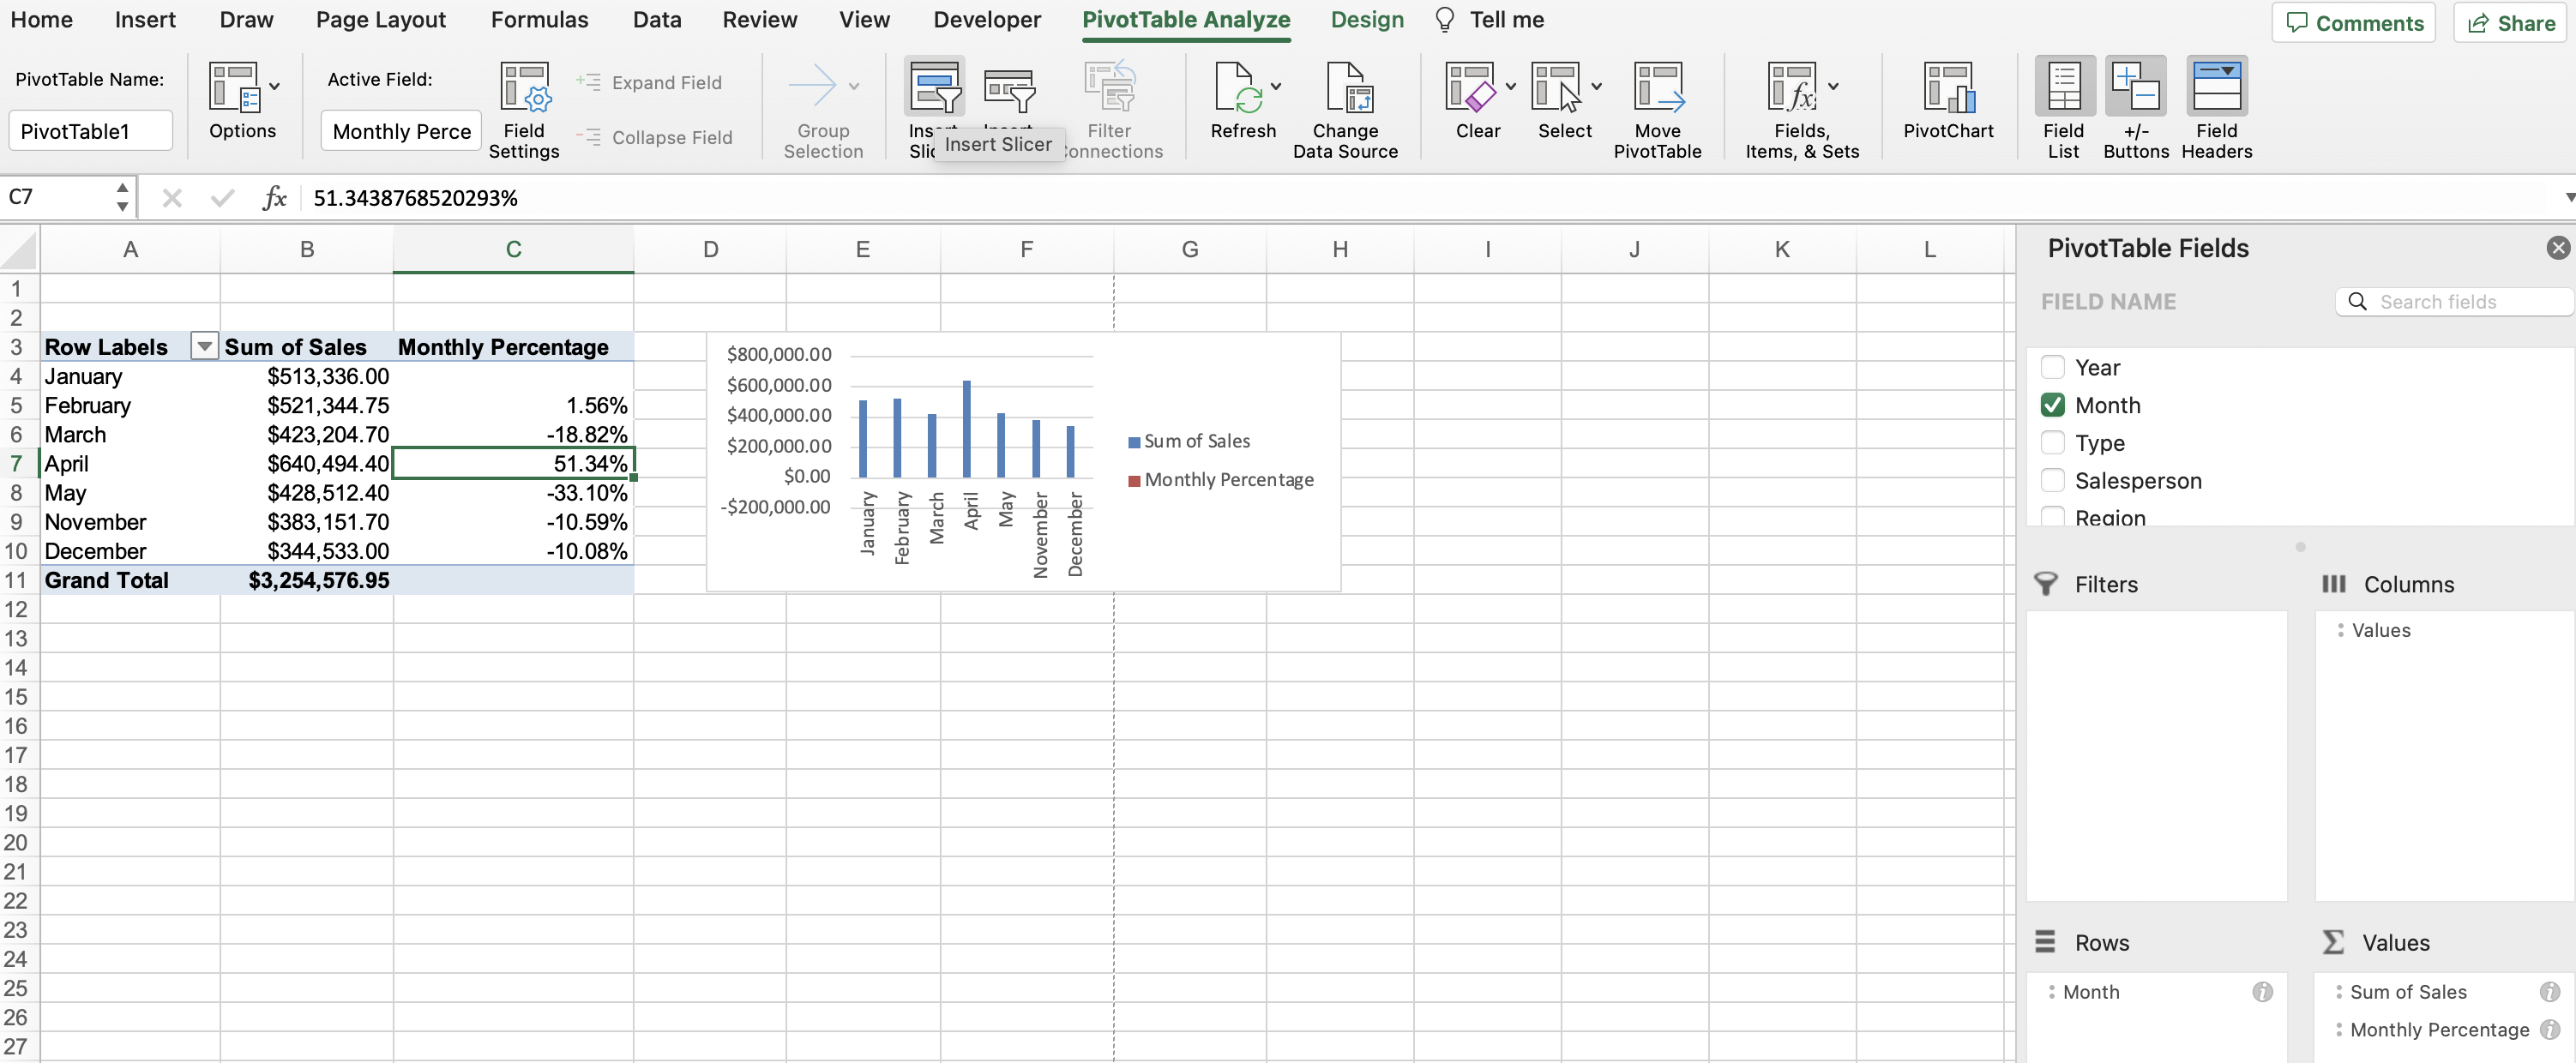 Home Insert Draw Page Layout Formulas Data Review View Developer PivotTable Analyze Design Tell me Comments Share
PivotTable Name:
PivotTable1
Options
Active Field:
Monthly Perce
Field
Settings
Expand Field
Collapse Field
Group
Selection
Insert Slicer
Filter
Connections
Refresh
Change
Data Source
Clear
Select
Move
PivotTable
Fields,
Items, & Sets
PivotChart
Field
List
+/-
Buttons
Field
Headers
C7 fx 51.3438768520293%
A B C D E F G H I J K L
1
2
3 Row Labels Sum of Sales Monthly Percentage
4 January $513,336.00
5 February $521,344.75 1.56%
6 March $423,204.70 -18.82%
7 April $640,494.40 51.34%
8 May $428,512.40 -33.10%
9 November $383,151.70 -10.59%
10 December $344,533.00 -10.08%
11 Grand Total $3,254,576.95
12
13
14
15
16
17
18
19
20
21
22
23
24
25
26
27
$800,000.00
$600,000.00
$400,000.00
$200,000.00
$0.00
-$200,000.00
January
February
March
April
May
November
December
Sum of Sales
Monthly Percentage
PivotTable Fields
FIELD NAME Search fields
Year
Month
Type
Salesperson
Region
Filters
Columns
Values
Rows
Month
Values
Sum of Sales
Monthly Percentage